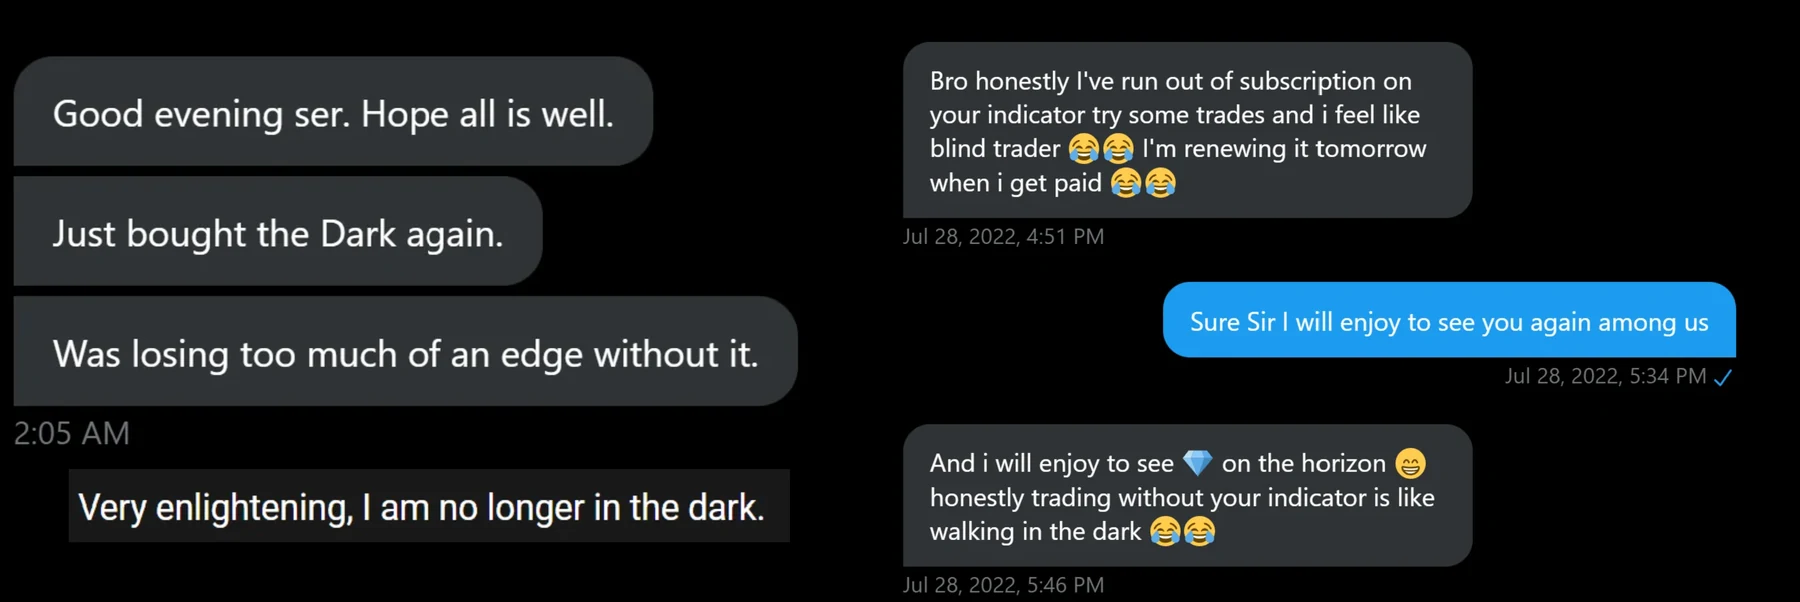 Good evening ser. Hope all is well.
Just bought the Dark again.
Was losing too much of an edge without it.
2:05 AM
Very enlightening, I am no longer in the dark.
Bro honestly I've run out of subscription on
your indicator try some trades and i feel like
blind trader 😂😂 I'm renewing it tomorrow
when i get paid 😂😂
Jul 28, 2022, 4:51 PM
Sure Sir I will enjoy to see you again among us
Jul 28, 2022, 5:34 PM ✓
And i will enjoy to see 💎 on the horizon 😁
honestly trading without your indicator is like
walking in the dark 😂😂
Jul 28, 2022, 5:46 PM